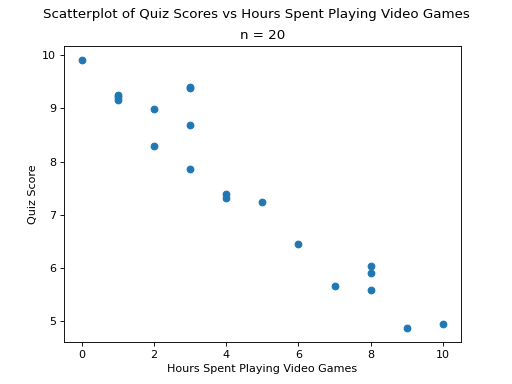 Scatterplot of Quiz Scores vs Hours Spent Playing Video Games
n = 20
10
9
8
7
6
5
Quiz Score
0 2 4 6 8 10
Hours Spent Playing Video Games